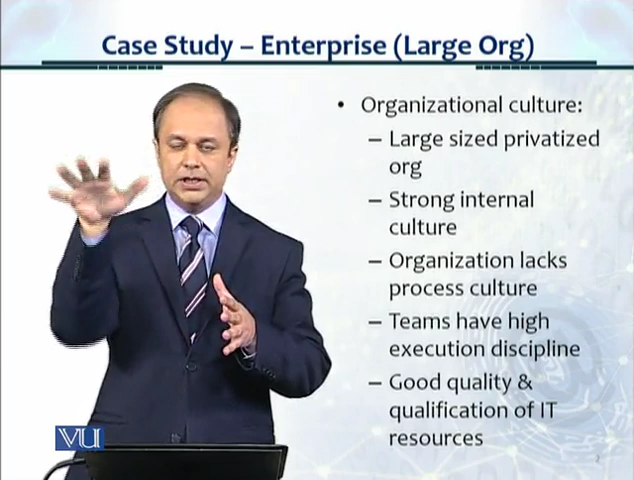 Case Study – Enterprise (Large Org)
• Organizational culture:
– Large sized privatized
org
– Strong internal
culture
– Organization lacks
process culture
– Teams have high
execution discipline
– Good quality &
qualification of IT
resources
VU
2